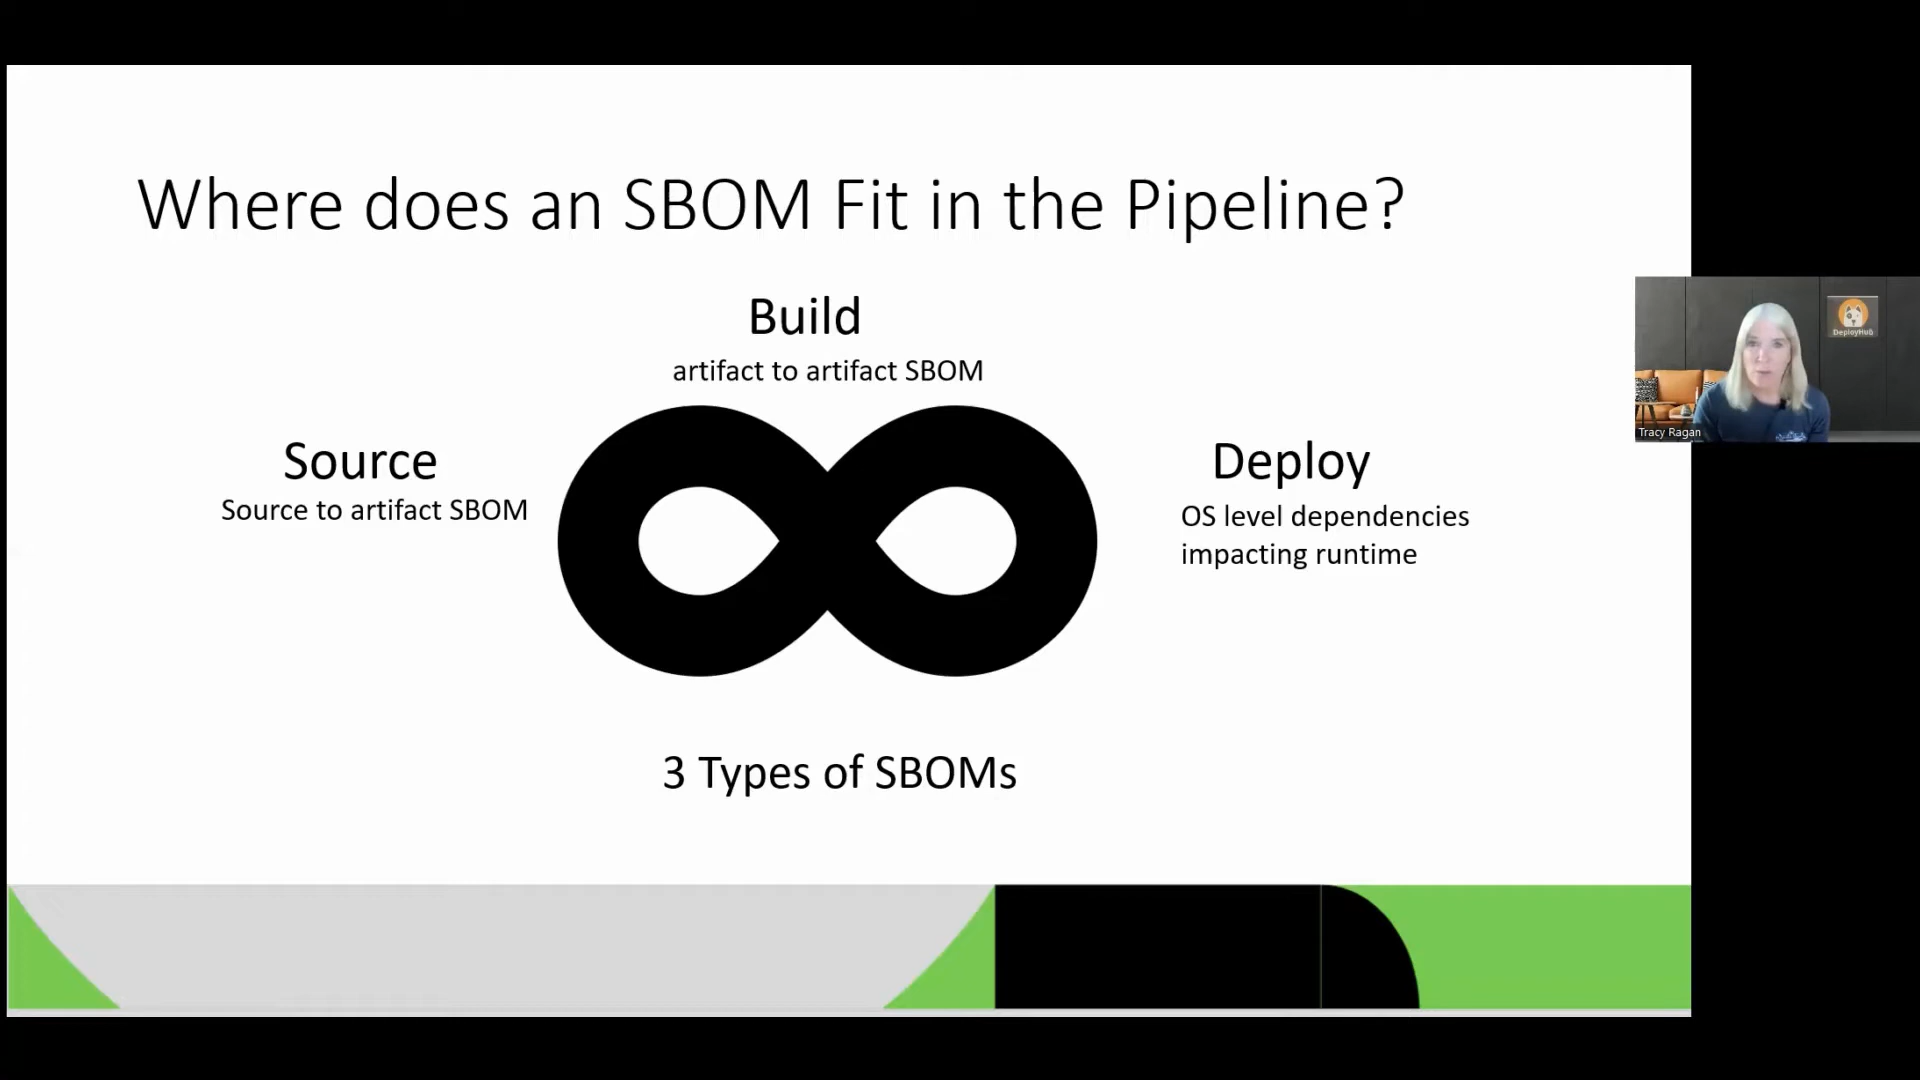 Where does an SBOM Fit in the Pipeline?
Build
artifact to artifact SBOM
Source
Source to artifact SBOM
Deploy
OS level dependencies
impacting runtime
3 Types of SBOMs
DeployHub
Tracy Ragan